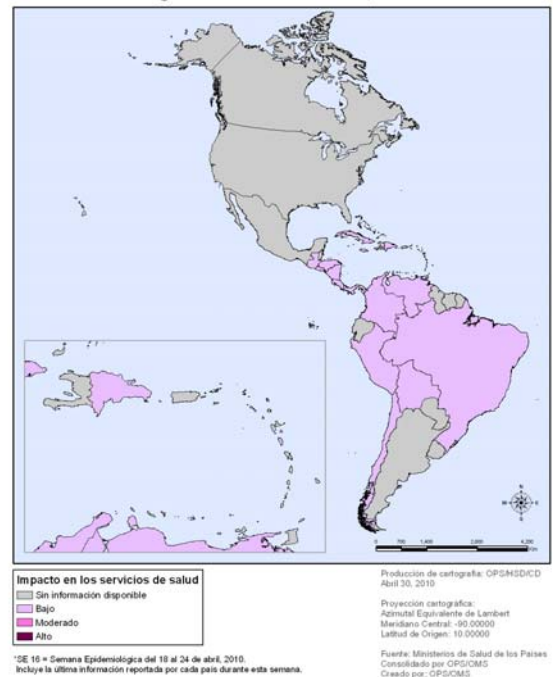 Impacto en los servicios de salud
Sin información disponible
Bajo
Moderado
Alto
*SE 16 = Semana Epidemiológica del 18 al 24 de abril, 2010.
Incluye la última información reportada por cada país durante esta semana.
Producción de cartografía: OPS/HSD/CD
Abril 30, 2010
Proyección cartográfica:
Azimutal Equivalente de Lambert
Meridiano Central: -90.00000
Latitud de Origen: 10.00000
Fuente: Ministerios de Salud de los Países
Consolidado por OPS/OMS
Creado por: OPS/OMS